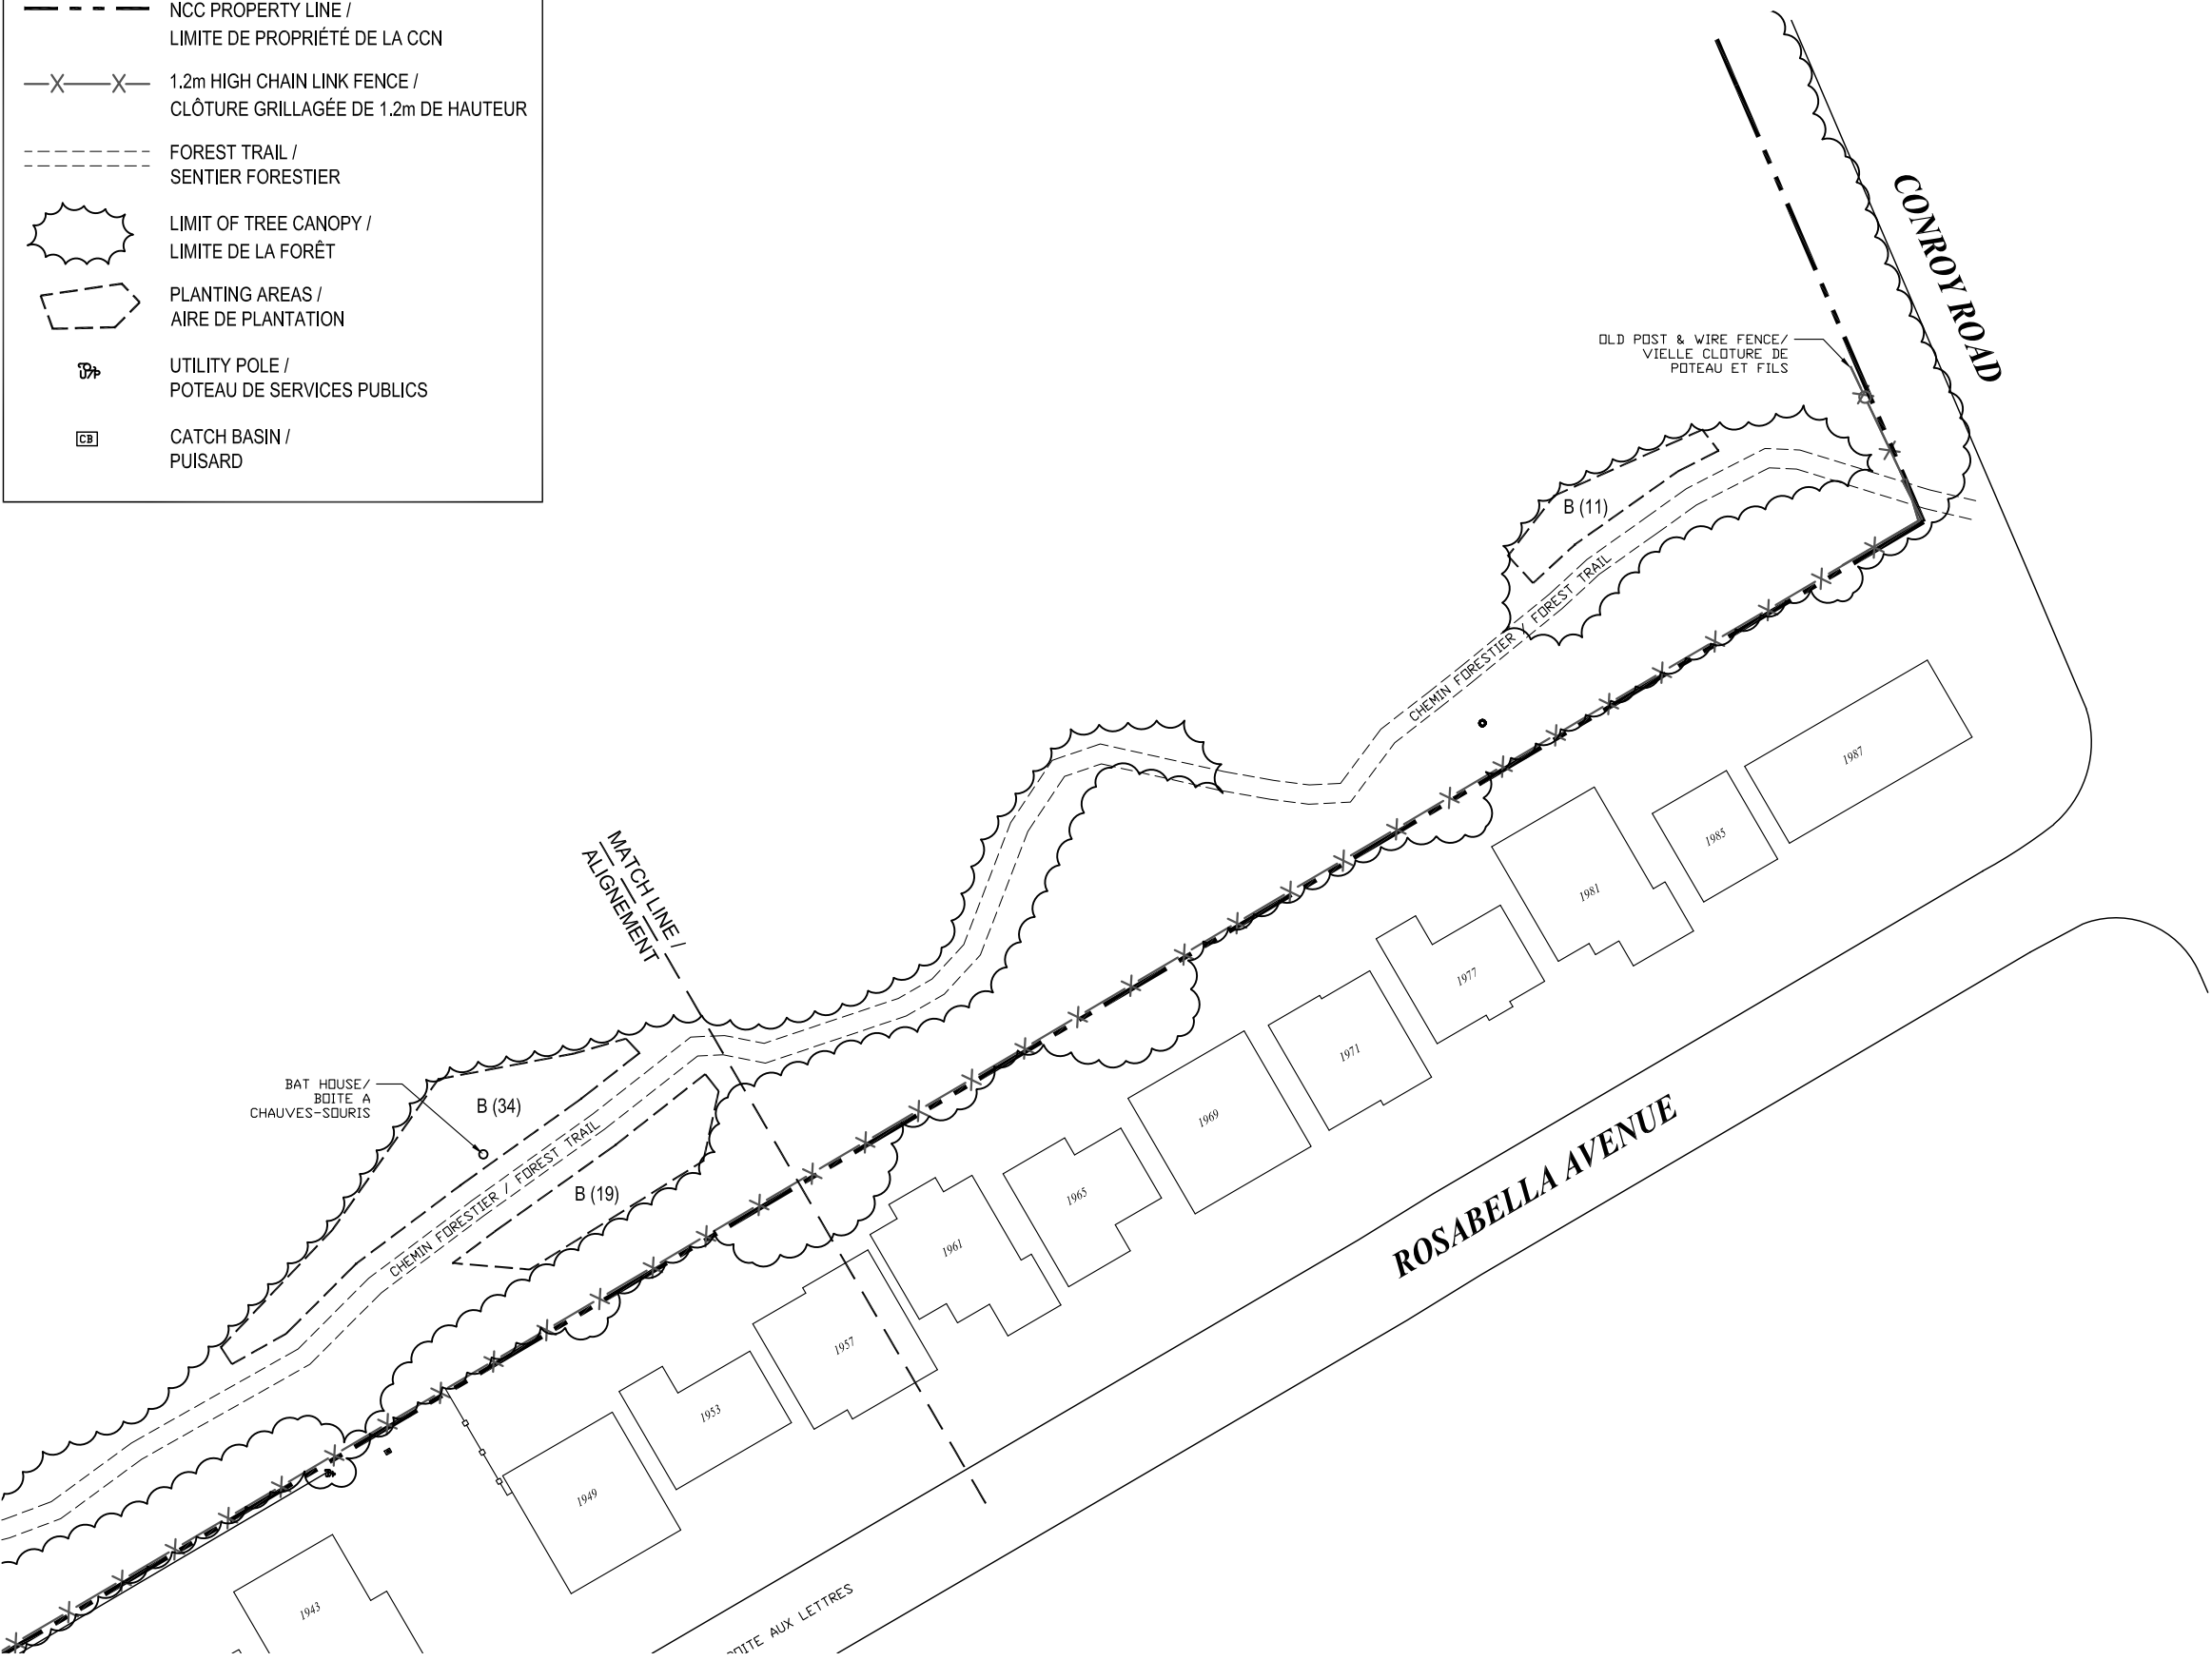 NCC PROPERTY LINE /
LIMITE DE PROPRIÉTÉ DE LA CCN
1.2m HIGH CHAIN LINK FENCE /
CLÔTURE GRILLAGÉE DE 1.2m DE HAUTEUR
FOREST TRAIL /
SENTIER FORESTIER
LIMIT OF TREE CANOPY /
LIMITE DE LA FORÊT
PLANTING AREAS /
AIRE DE PLANTATION
UTILITY POLE /
POTEAU DE SERVICES PUBLICS
CB
CATCH BASIN /
PUISARD
CONROY ROAD
OLD POST & WIRE FENCE/
VIELLE CLOTURE DE
POTEAU ET FILS
B (11)
CHEMIN FORESTIER / FOREST TRAIL
MATCH LINE /
ALIGNEMENT
BAT HOUSE/
BOITE A
CHAUVES-SOURIS
B (34)
CHEMIN FORESTIER / FOREST TRAIL
B (19)
1987
1985
1981
1977
1971
1969
1965
1961
1957
1953
1949
1943
ROSABELLA AVENUE
AUX LETTRES